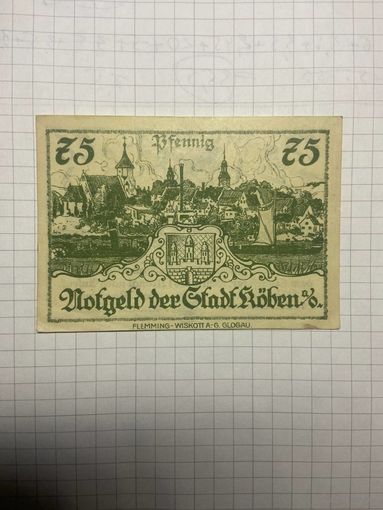 75 Pfennig 75
Notgeld der Stadt Köben a/O.
FLEMMING-WISKOTT A-G. GLOGAU.